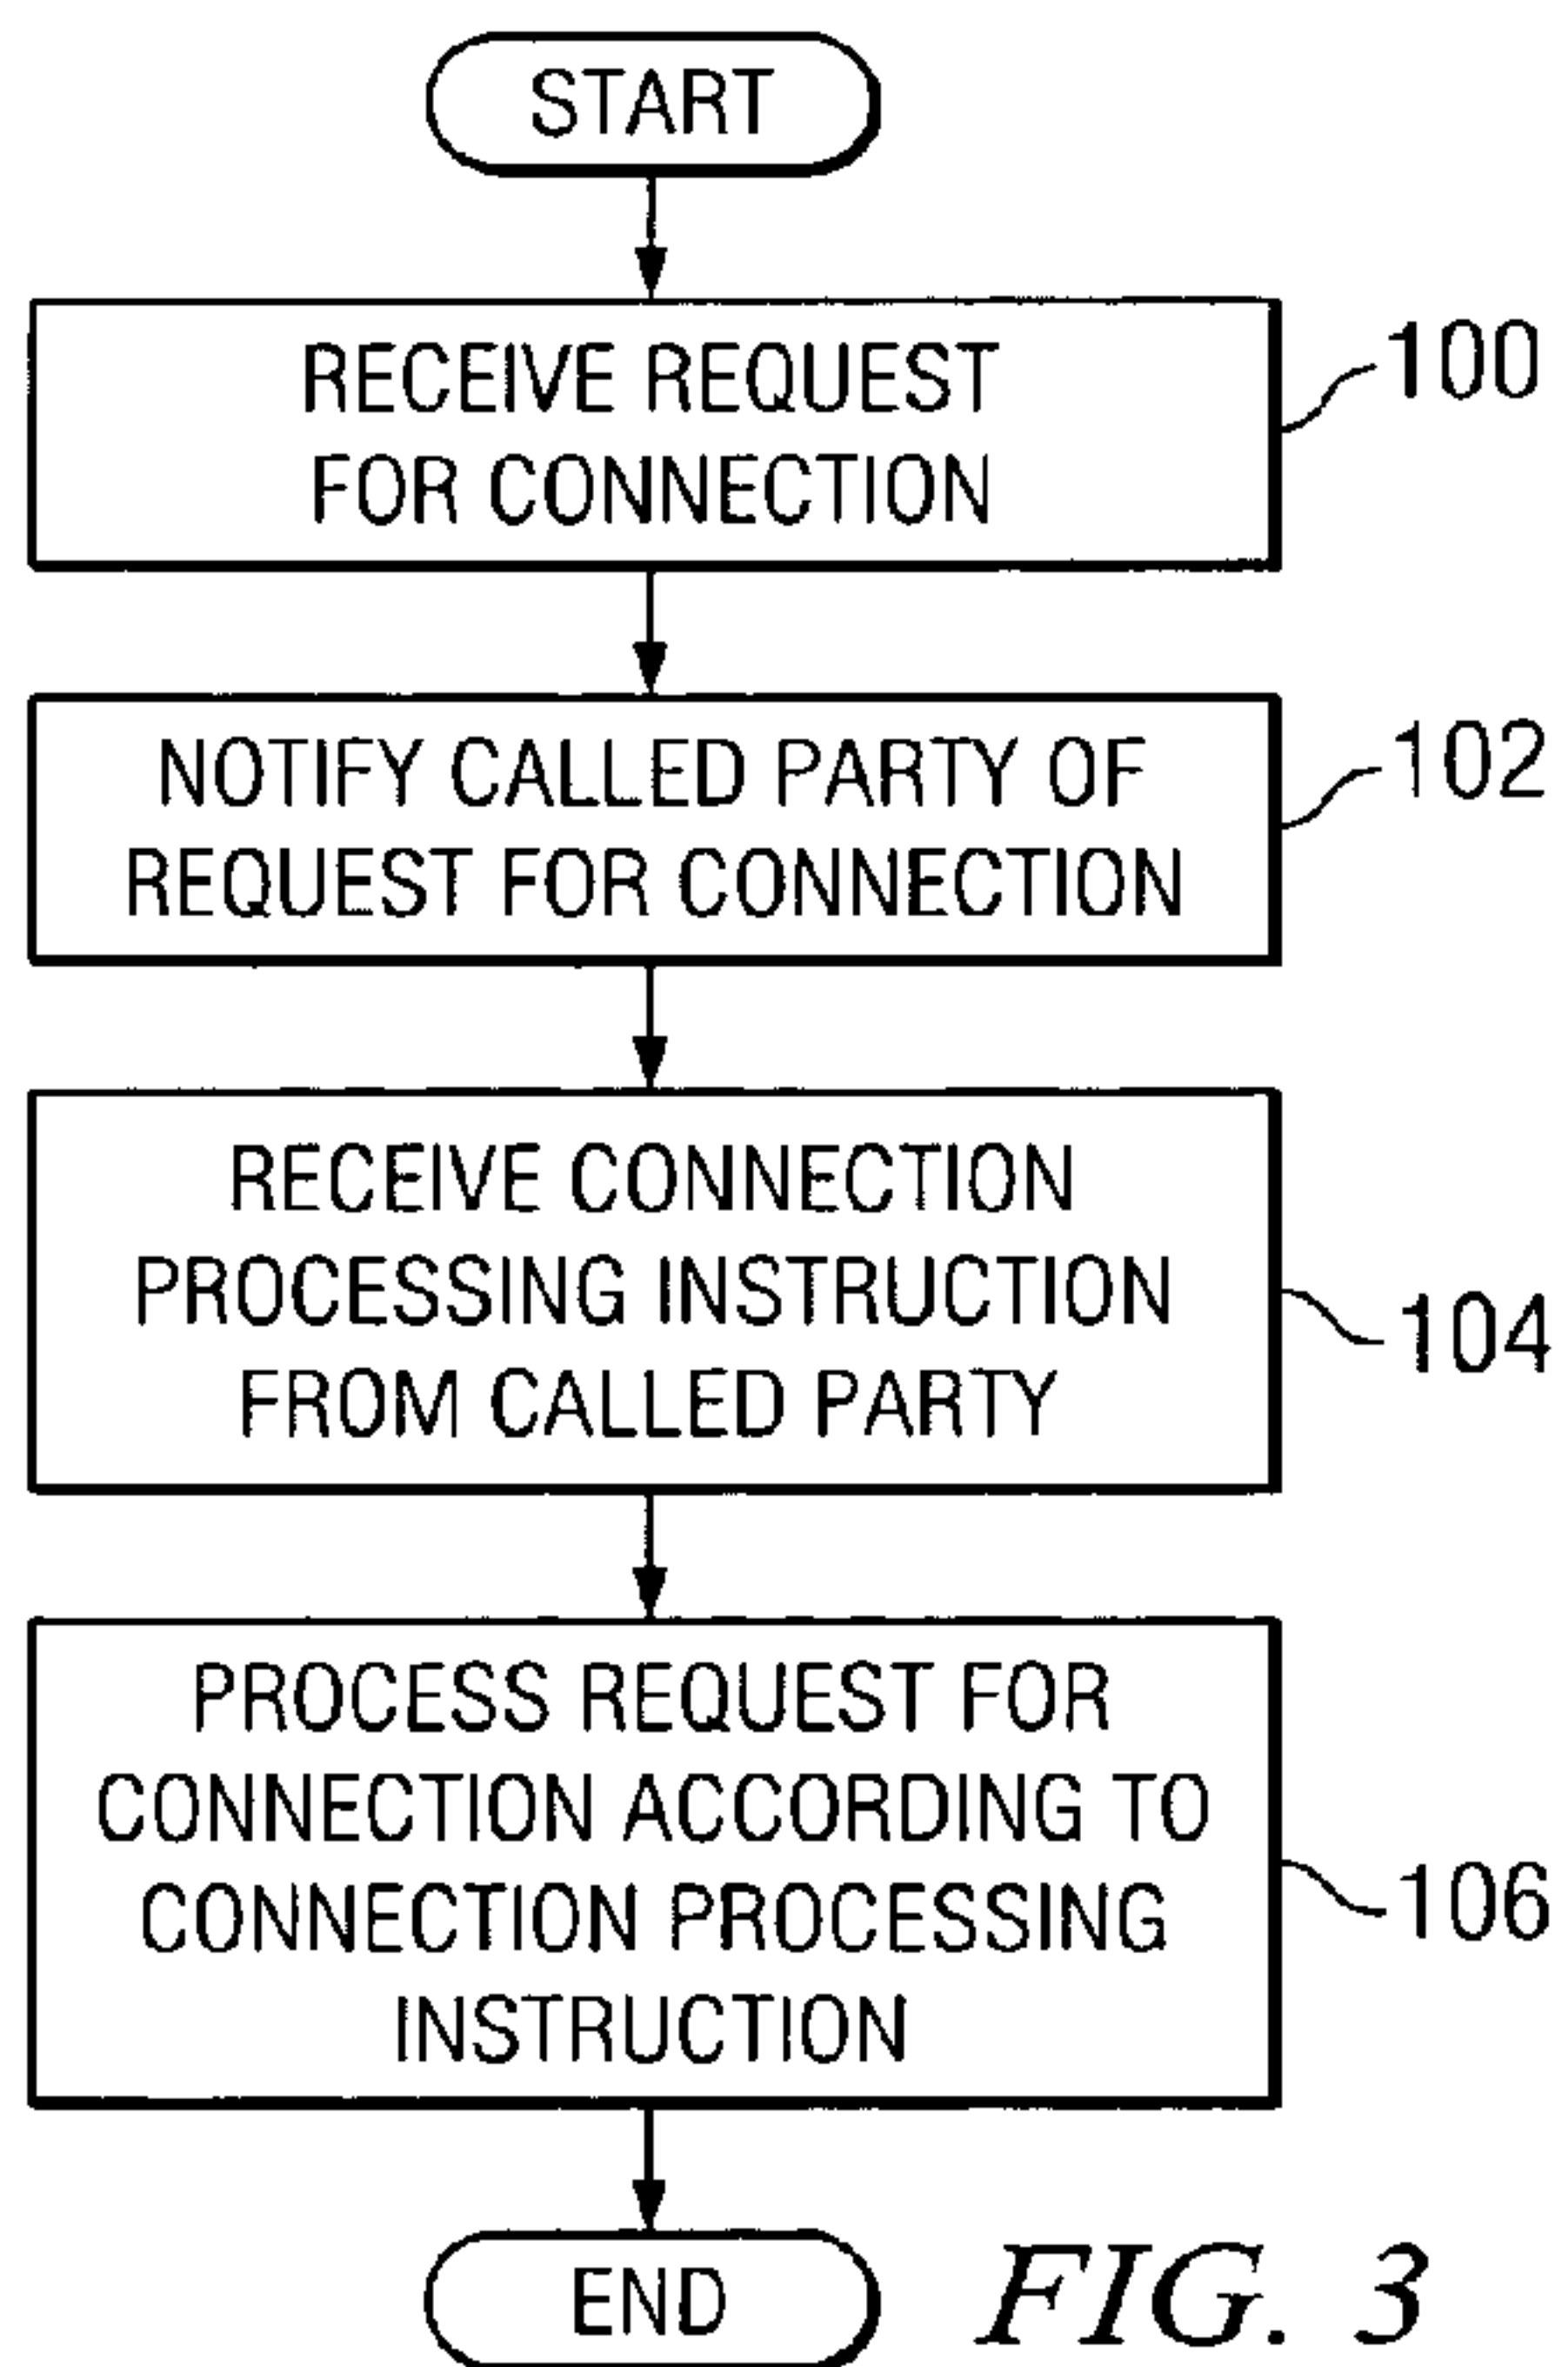 START
RECEIVE REQUEST
FOR CONNECTION
100
NOTIFY CALLED PARTY OF
REQUEST FOR CONNECTION
102
RECEIVE CONNECTION
PROCESSING INSTRUCTION
FROM CALLED PARTY
104
PROCESS REQUEST FOR
CONNECTION ACCORDING TO
CONNECTION PROCESSING
INSTRUCTION
106
END
FIG. 3